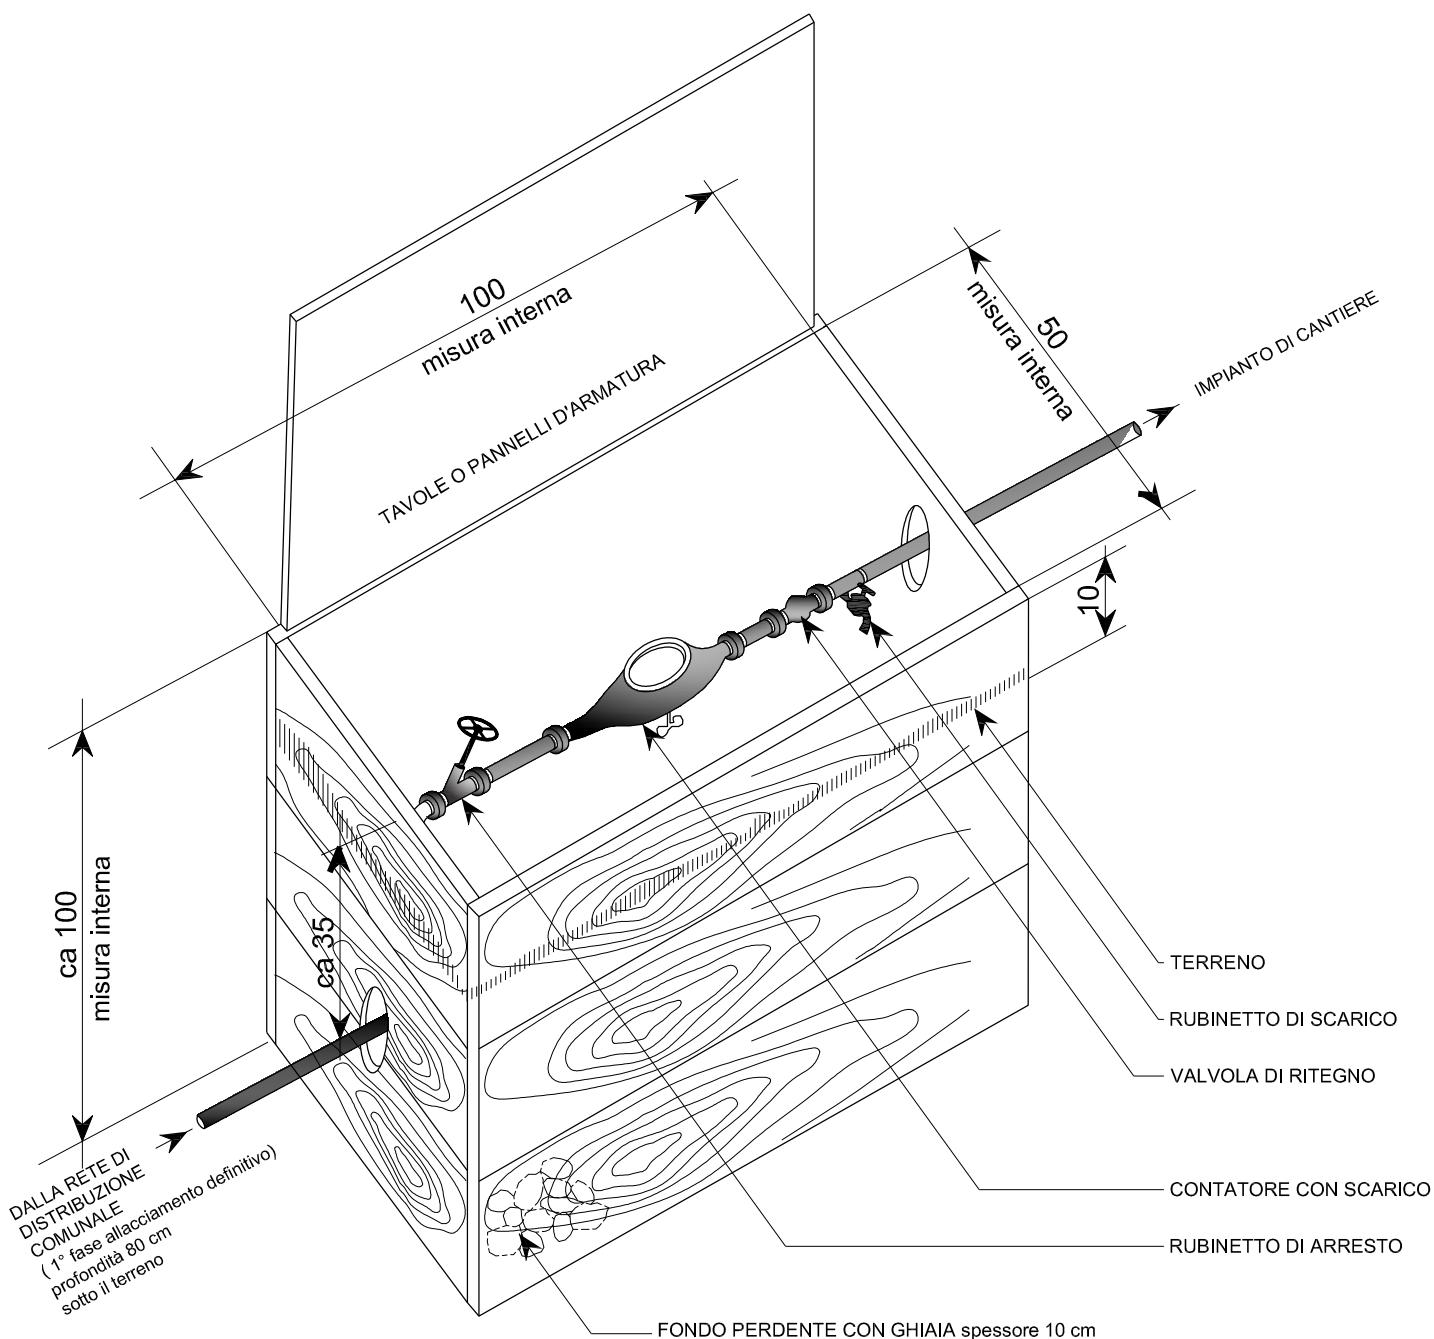 100
misura interna
50
misura interna
IMPIANTO DI CANTIERE
TAVOLE O PANNELLI D'ARMATURA
10
ca 100
misura interna
ca 35
TERRENO
RUBINETTO DI SCARICO
VALVOLA DI RITEGNO
DALLA RETE DI
DISTRIBUZIONE
COMUNALE
( 1° fase allacciamento definitivo)
profondità 80 cm
sotto il terreno
CONTATORE CON SCARICO
RUBINETTO DI ARRESTO
FONDO PERDENTE CON GHIAIA spessore 10 cm